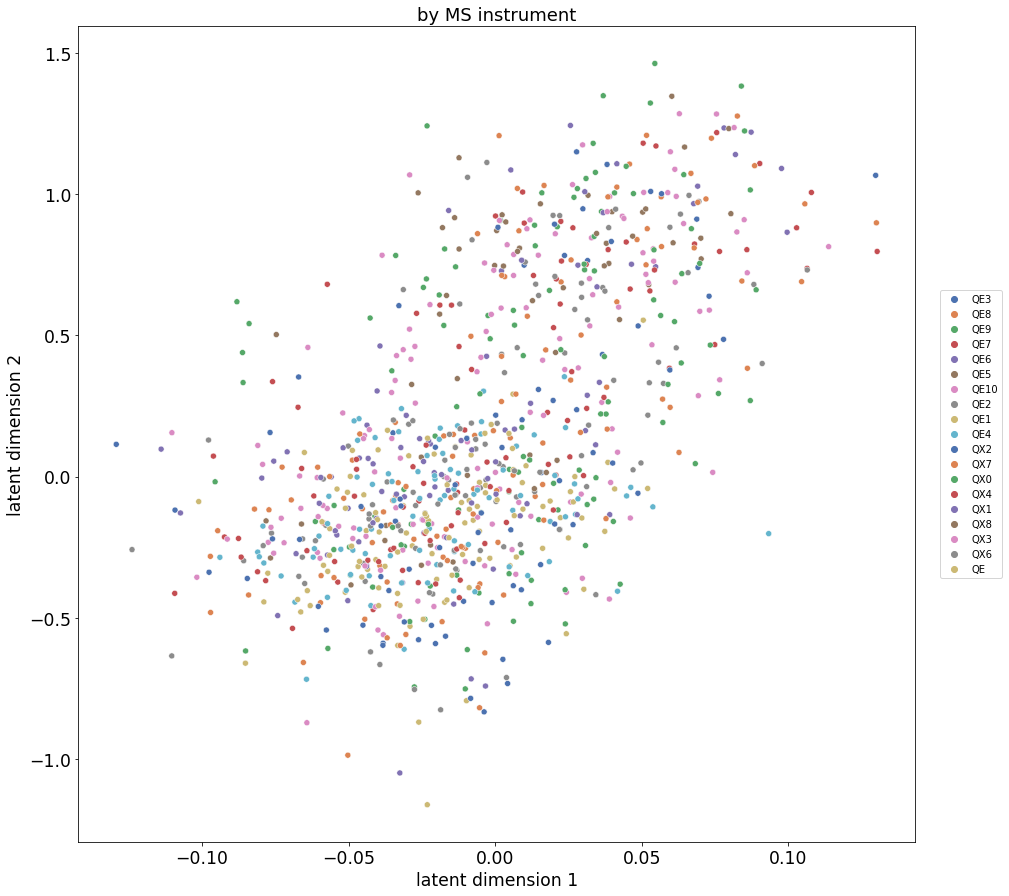 by MS instrument
1.5
1.0
0.5
0.0
−0.5
−1.0
latent dimension 2
−0.10
−0.05
0.00
0.05
0.10
latent dimension 1
QE3
QE8
QE9
QE7
QE6
QE5
QE10
QE2
QE1
QE4
QX2
QX7
QX0
QX4
QX1
QX8
QX3
QX6
QE